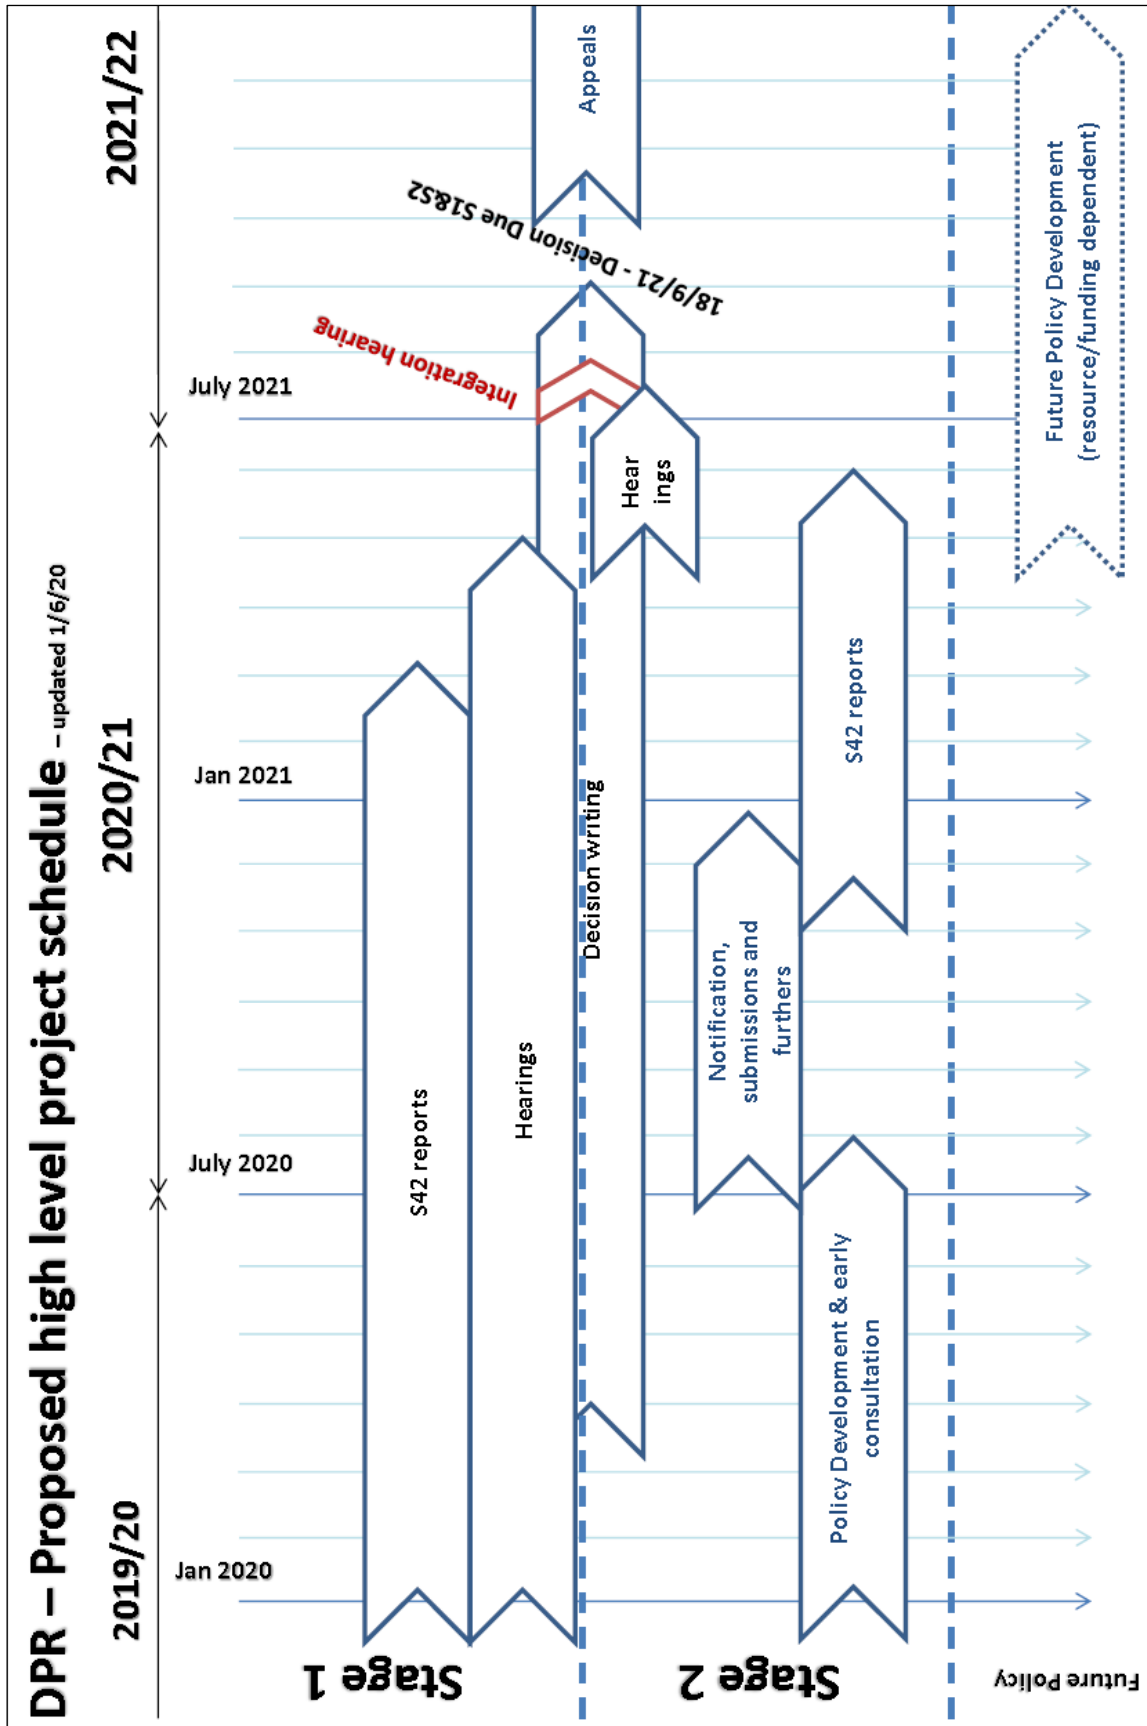 DPR – Proposed high level project schedule – updated 1/6/20
2019/20
2020/21
2021/22
Jan 2020
July 2020
Jan 2021
July 2021
Stage 1
S42 reports
Hearings
Decision writing
Integration hearing
18/9/21 - Decision Due S1&S2
Appeals
Stage 2
Hear
ings
Notification,
submissions and
furthers
Policy Development & early
consultation
S42 reports
Future Policy
Future Policy Development
(resource/funding dependent)